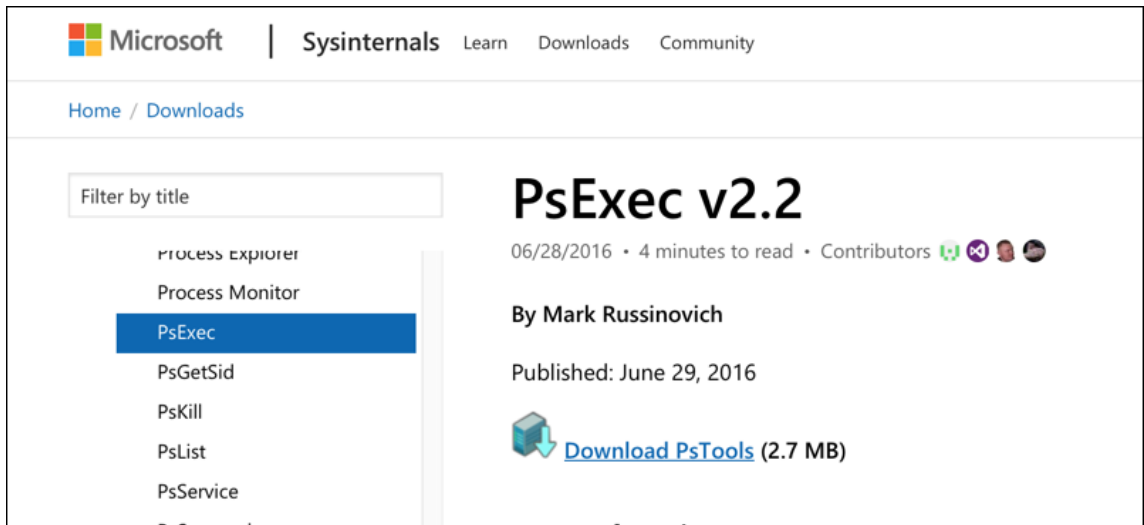 Microsoft | Sysinternals Learn Downloads Community
Home / Downloads
Filter by title
Process Explorer
Process Monitor
PsExec
PsGetSid
PsKill
PsList
PsService
PsExec v2.2
06/28/2016 • 4 minutes to read • Contributors
By Mark Russinovich
Published: June 29, 2016
Download PsTools (2.7 MB)